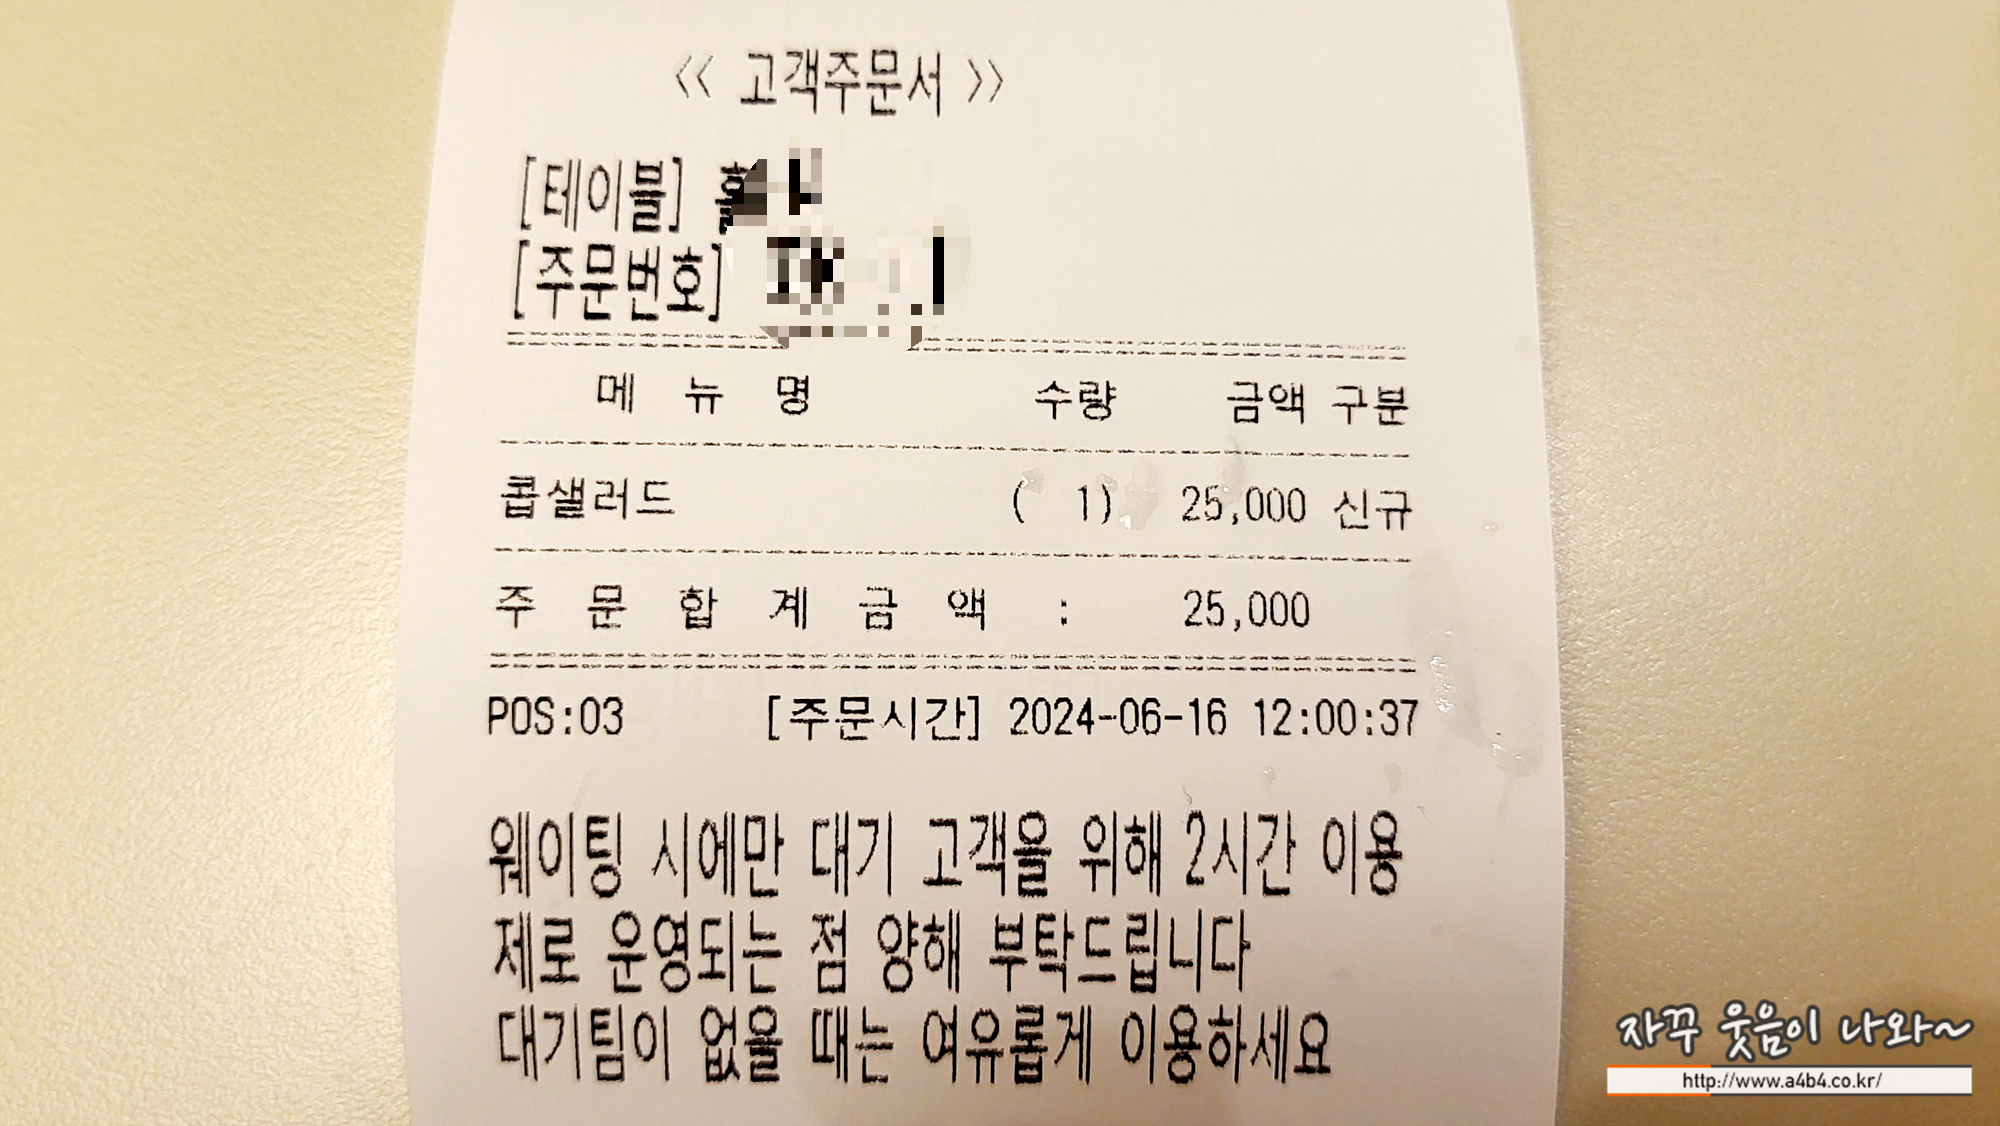 << 고객주문서 >>
[테이블]
[주문번호]
메 뉴 명 수량 금액 구분
콥샐러드 ( 1) 25,000 신규
주 문 합 계 금 액 : 25,000
POS:03 [주문시간] 2024-06-16 12:00:37
웨이팅 시에만 대기 고객을 위해 2시간 이용
제로 운영되는 점 양해 부탁드립니다
대기팀이 없을 때는 여유롭게 이용하세요
자꾸 웃음이 나와~
http://www.a4b4.co.kr/